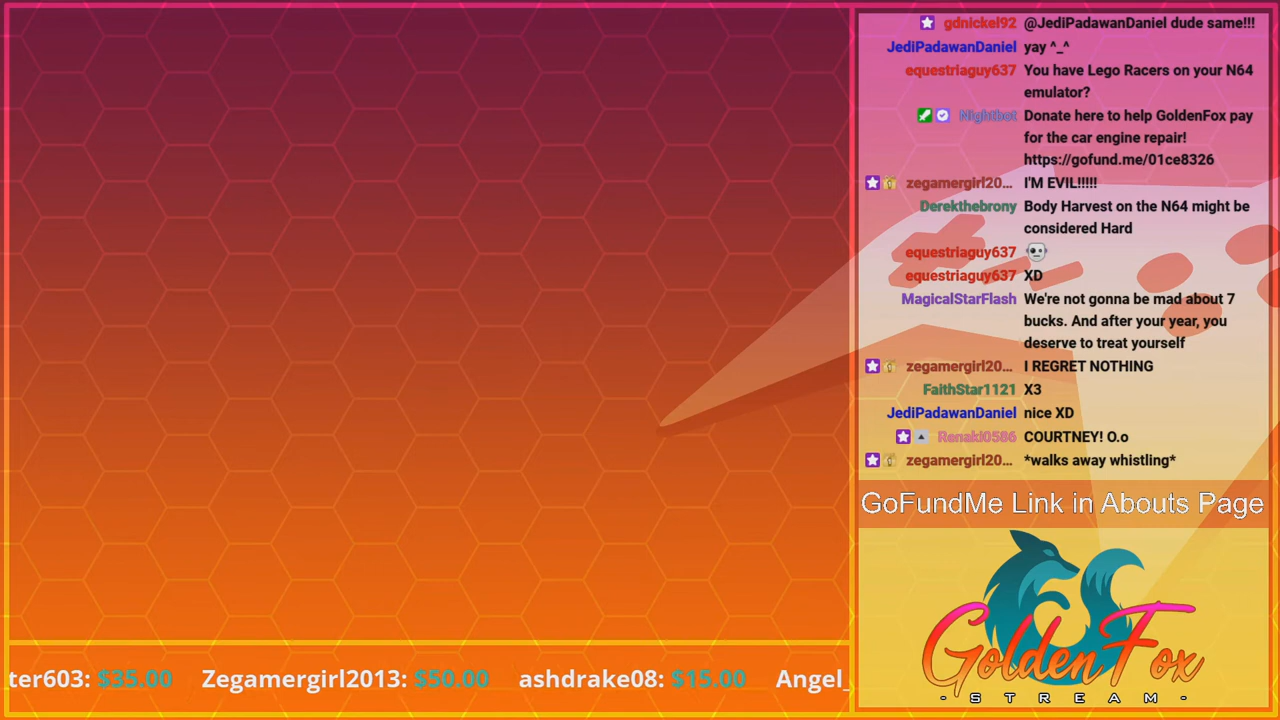 gdnickel92 @JediPadawanDaniel dude same!!!
JediPadawanDaniel yay ^_^
equestriaguy637 You have Lego Racers on your N64
emulator?
Nightbot Donate here to help GoldenFox pay
for the car engine repair!
https://gofund.me/01ce8326
zegamergirl20... I'M EVIL!!!!!
Derekthebrony Body Harvest on the N64 might be
considered Hard
equestriaguy637
equestriaguy637 XD
MagicalStarFlash We're not gonna be mad about 7
bucks. And after your year, you
deserve to treat yourself
zegamergirl20... I REGRET NOTHING
FaithStar1121 X3
JediPadawanDaniel nice XD
Renakl0586 COURTNEY! O.o
zegamergirl20... *walks away whistling*
GoFundMe Link in Abouts Page
GoldenFox
- STREAM -
ter603: $35.00 Zegamergirl2013: $50.00 ashdrake08: $15.00 Angel_